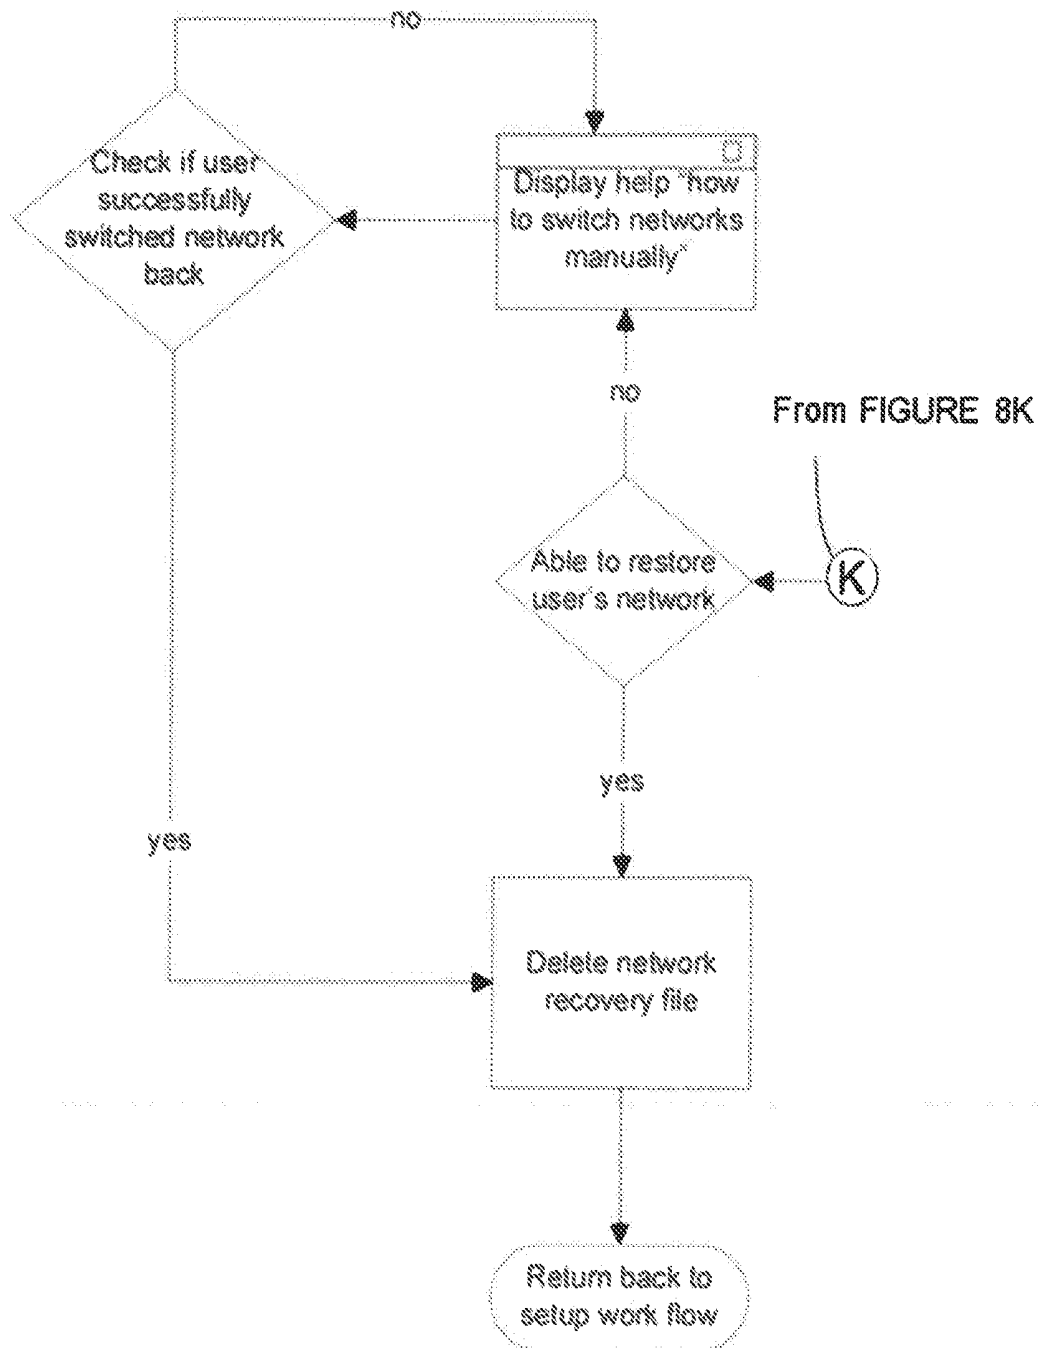 no
Check if user
successfully
switched network
back
Display help "how
to switch networks
manually"
no
From FIGURE 8K
Able to restore
user's network
K
yes
yes
Delete network
recovery file
Return back to
setup work flow